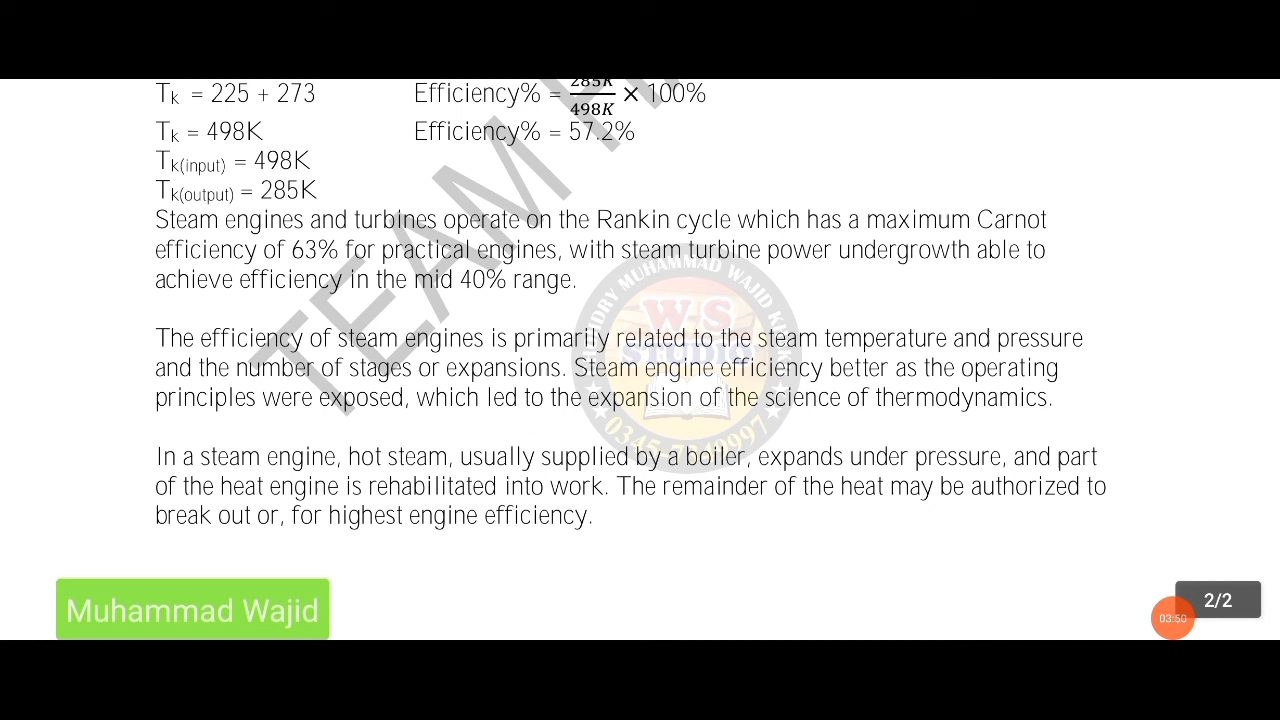 Tk = 225 + 273 Efficiency% = 285K/498K × 100%
Tk = 498K Efficiency% = 57.2%
Tk(input) = 498K
Tk(output) = 285K
Steam engines and turbines operate on the Rankin cycle which has a maximum Carnot
efficiency of 63% for practical engines, with steam turbine power undergrowth able to
achieve efficiency in the mid 40% range.
The efficiency of steam engines is primarily related to the steam temperature and pressure
and the number of stages or expansions. Steam engine efficiency better as the operating
principles were exposed, which led to the expansion of the science of thermodynamics.
In a steam engine, hot steam, usually supplied by a boiler, expands under pressure, and part
of the heat engine is rehabilitated into work. The remainder of the heat may be authorized to
break out or, for highest engine efficiency.
TEAM
MUHAMMAD WAJID
WS
STUDIO
Muhammad Wajid
2/2
03:50